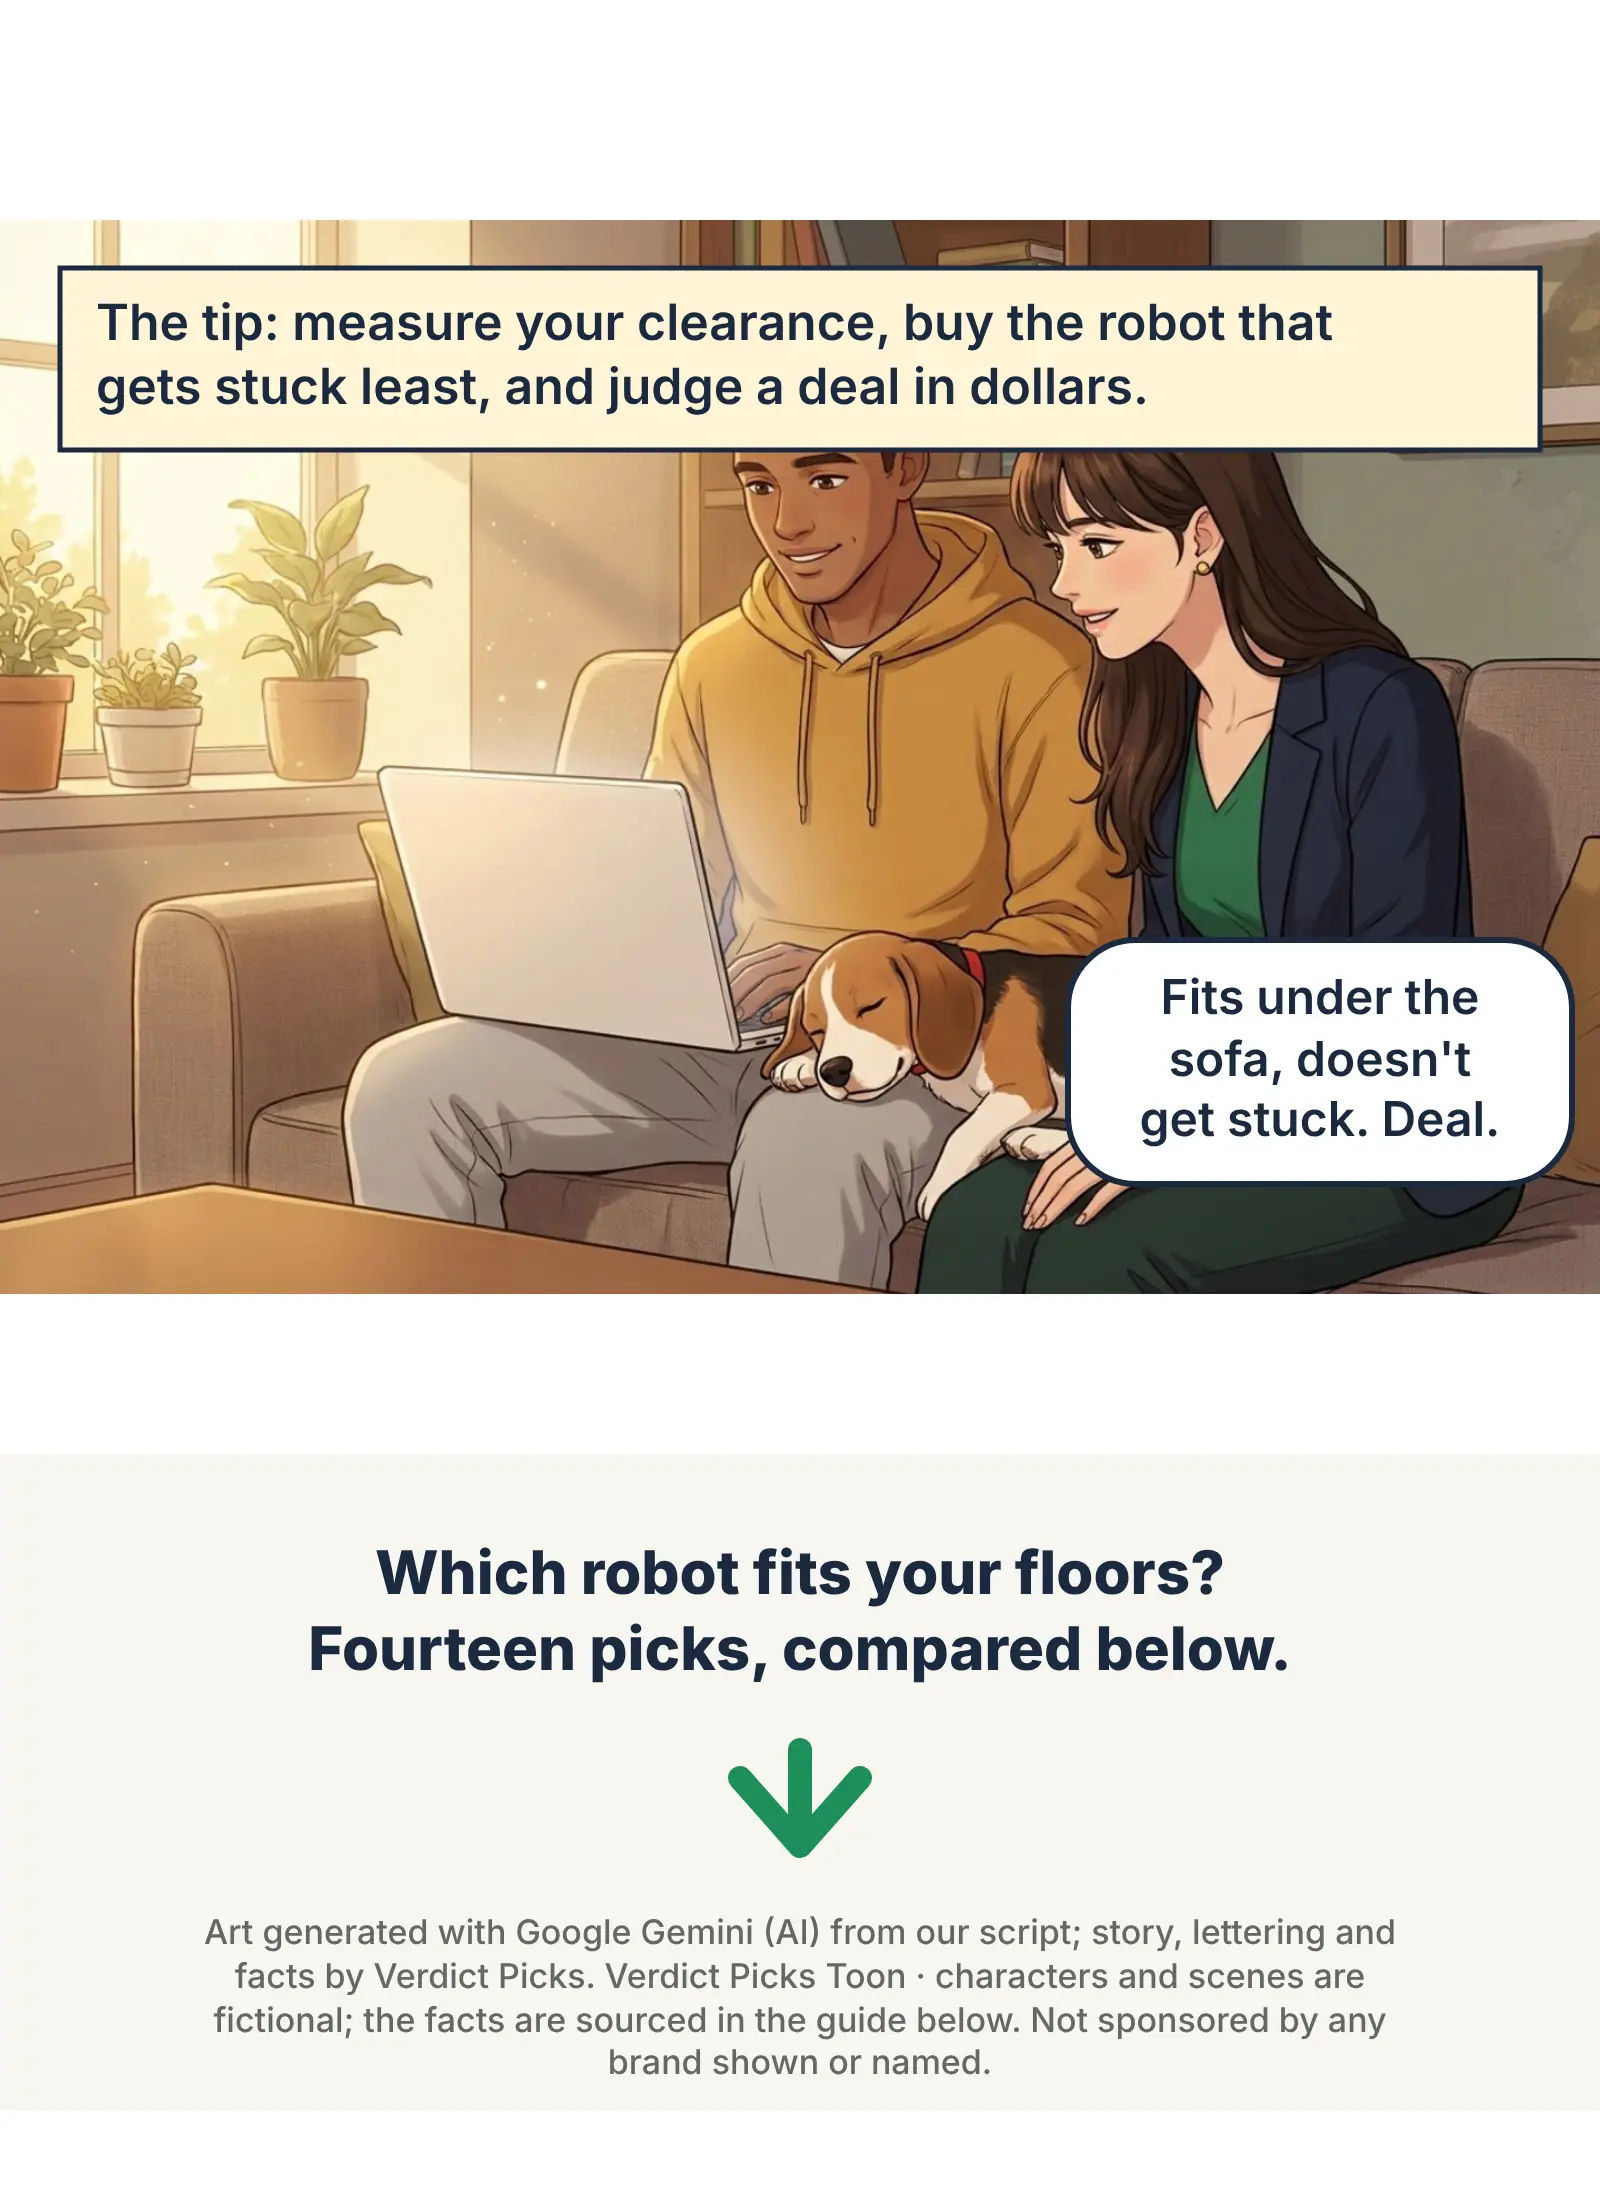 The tip: measure your clearance, buy the robot that
gets stuck least, and judge a deal in dollars.
Fits under the
sofa, doesn't
get stuck. Deal.
Which robot fits your floors?
Fourteen picks, compared below.
Art generated with Google Gemini (AI) from our script; story, lettering and
facts by Verdict Picks. Verdict Picks Toon · characters and scenes are
fictional; the facts are sourced in the guide below. Not sponsored by any
brand shown or named.